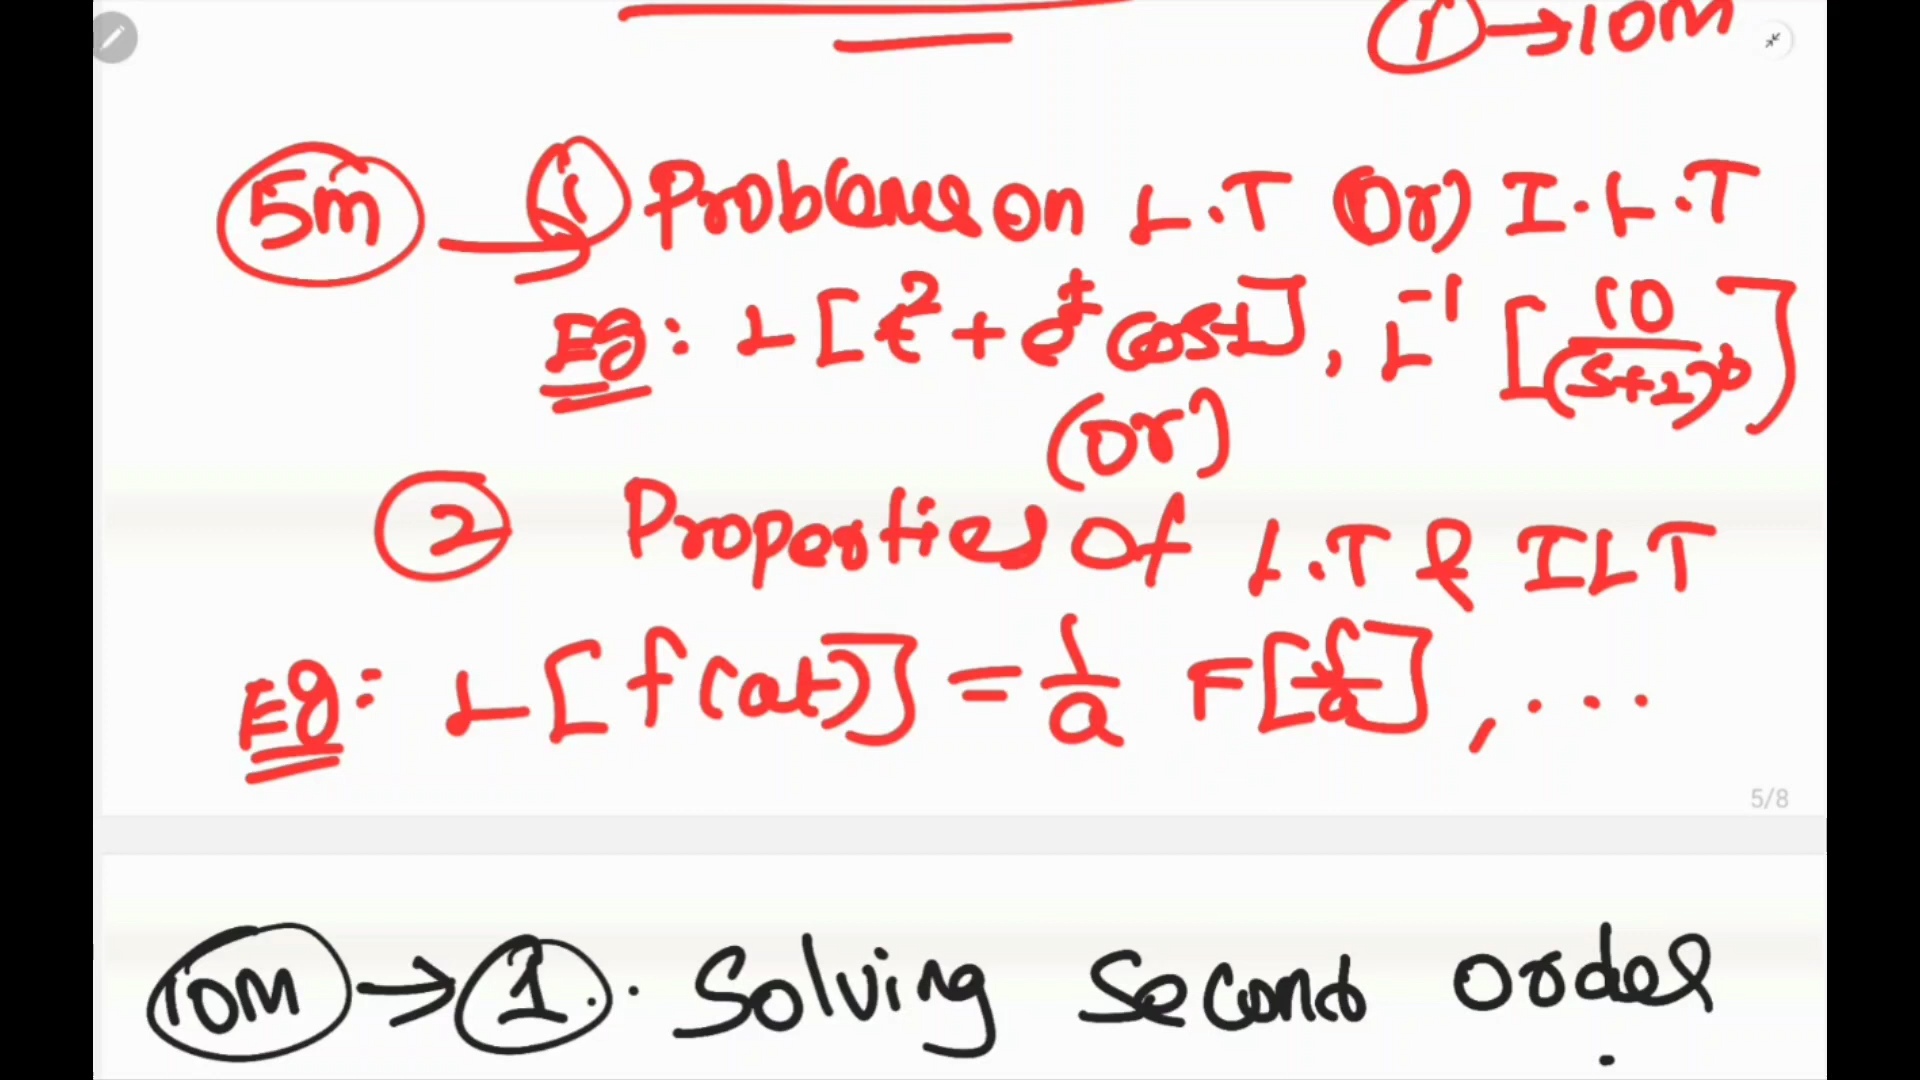 ① → 10M
5m → ① Problems on L.T (Or) I.L.T
Eg: L[t² + eᵗ cost], L⁻¹[10/(s+2)⁶]
(or)
② Properties of L.T & ILT
Eg: L[f(at)] = 1/a F[s/a], ...
5/8
10M → 1. Solving Second order